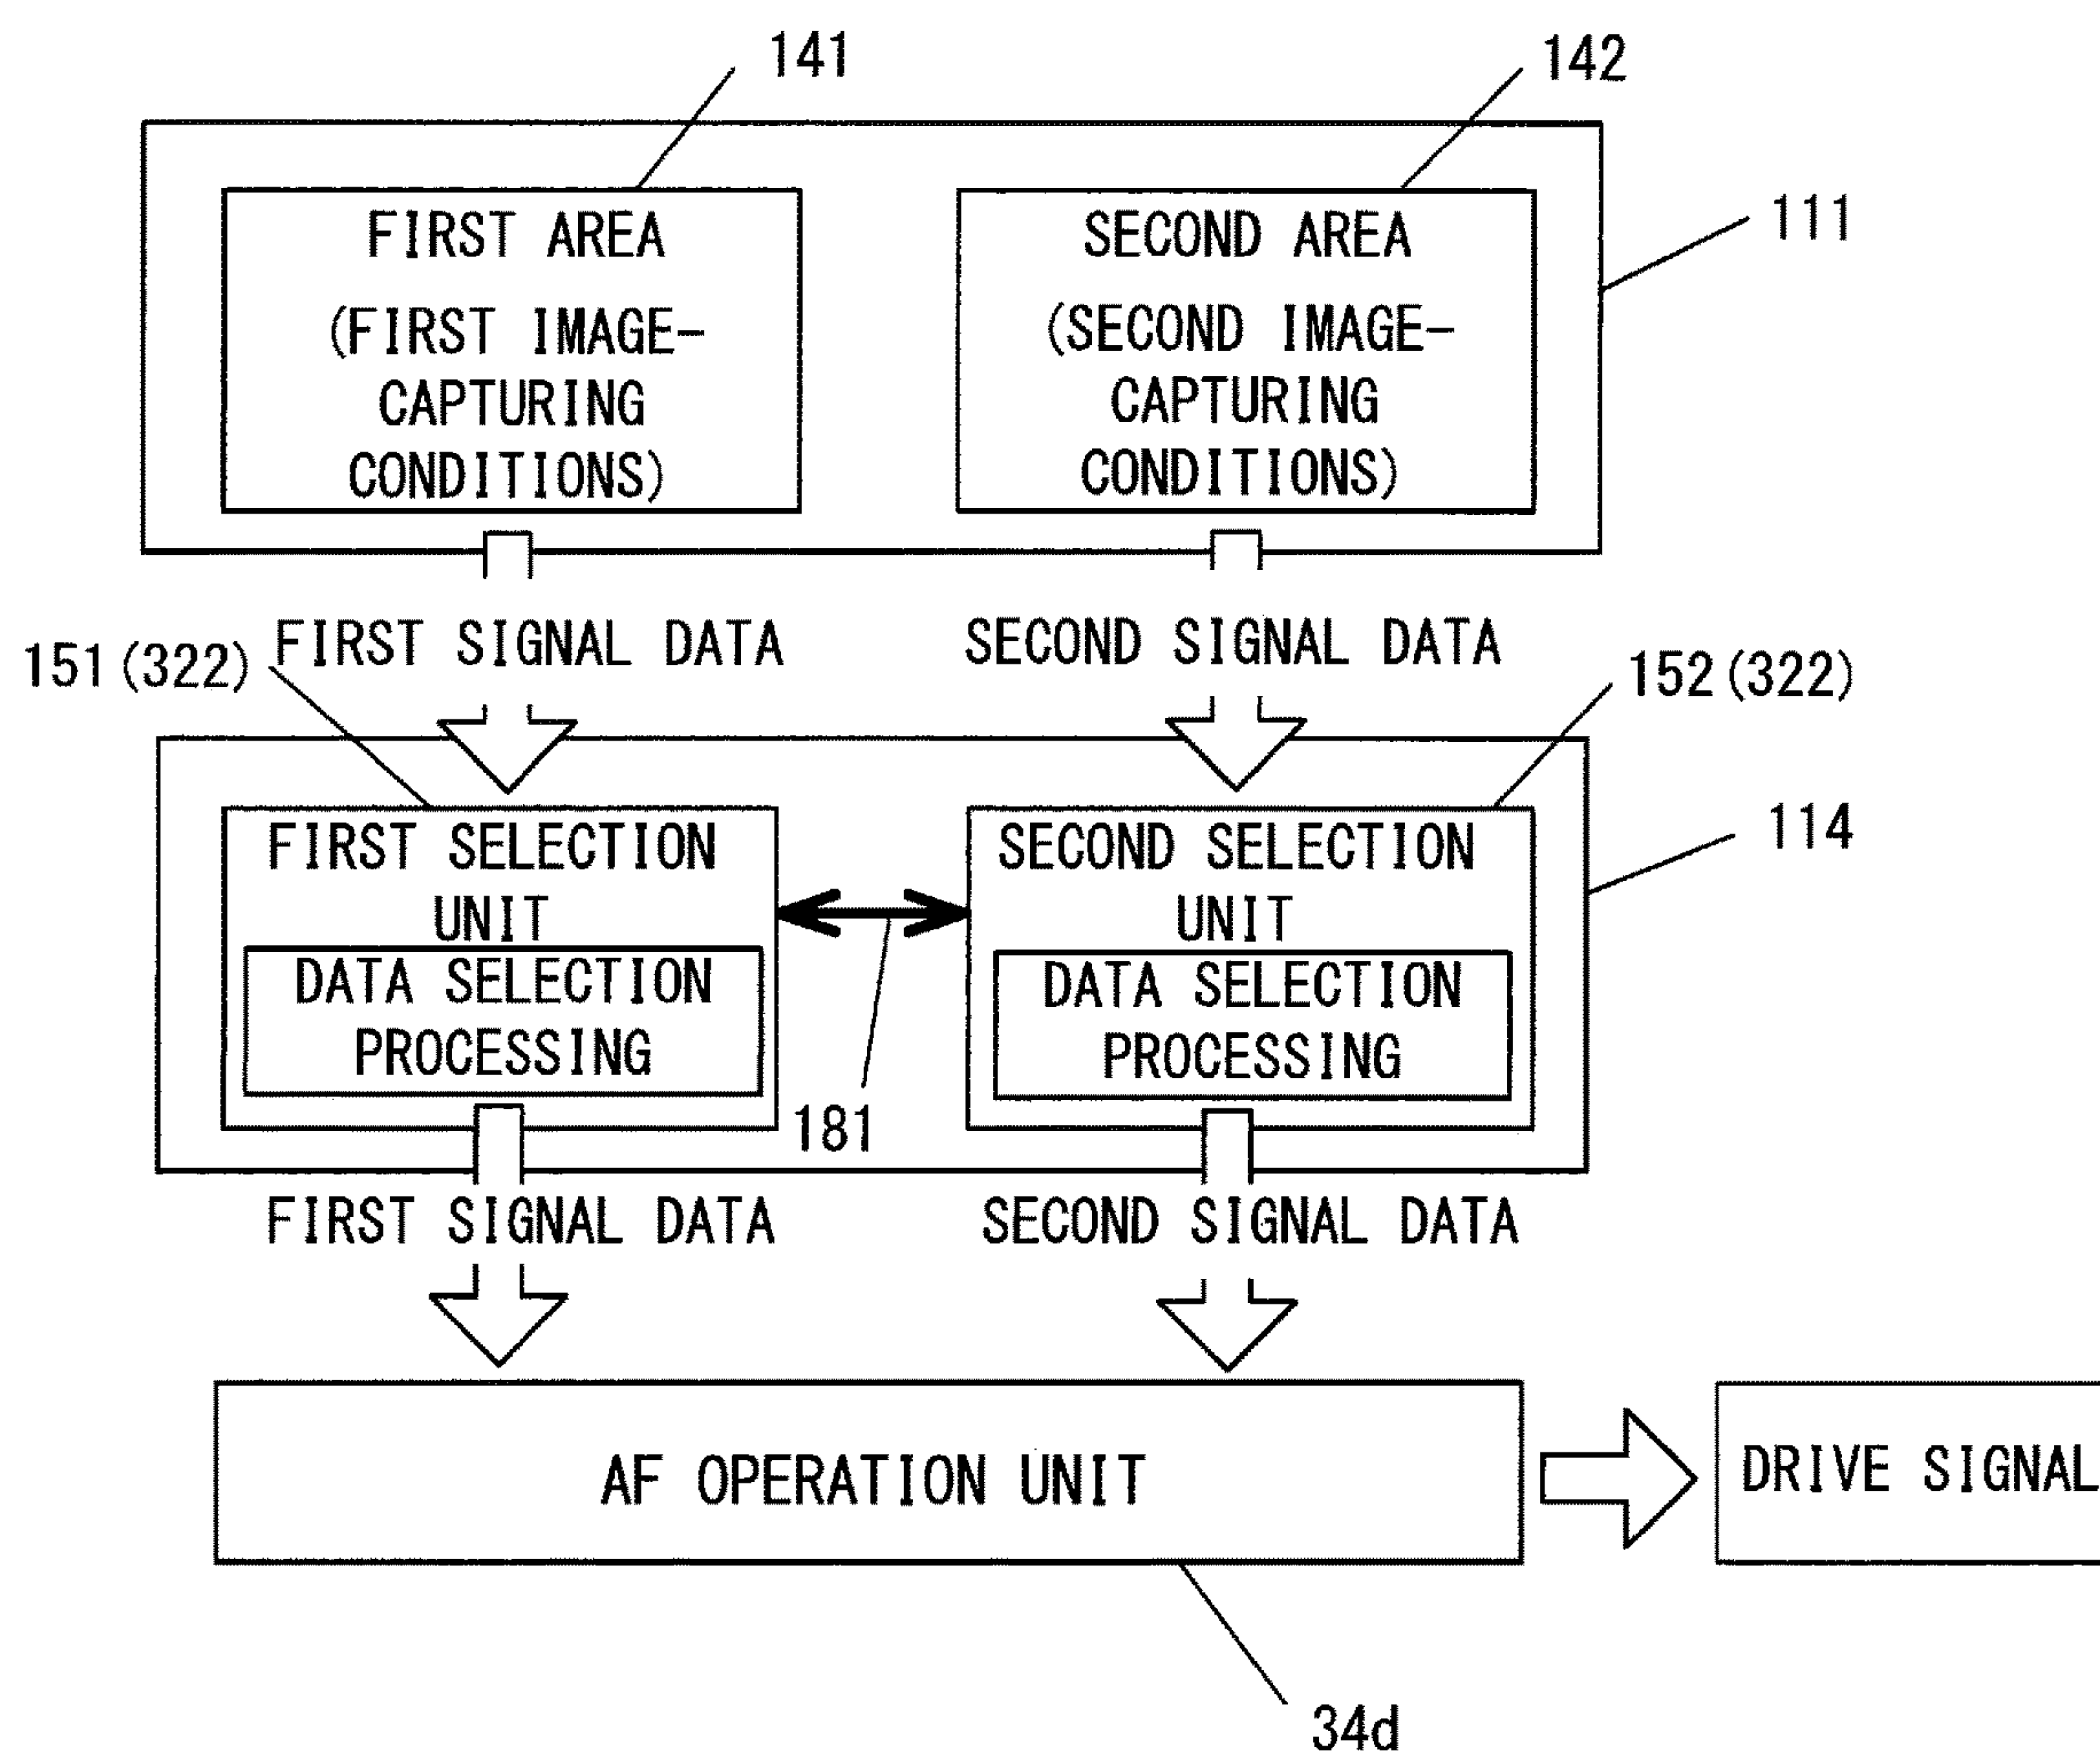 141
142
FIRST AREA
(FIRST IMAGE-
CAPTURING
CONDITIONS)
SECOND AREA
(SECOND IMAGE-
CAPTURING
CONDITIONS)
111
FIRST SIGNAL DATA
SECOND SIGNAL DATA
151(322)
152(322)
FIRST SELECTION
UNIT
DATA SELECTION
PROCESSING
SECOND SELECTION
UNIT
DATA SELECTION
PROCESSING
114
181
FIRST SIGNAL DATA
SECOND SIGNAL DATA
AF OPERATION UNIT
DRIVE SIGNAL
34d